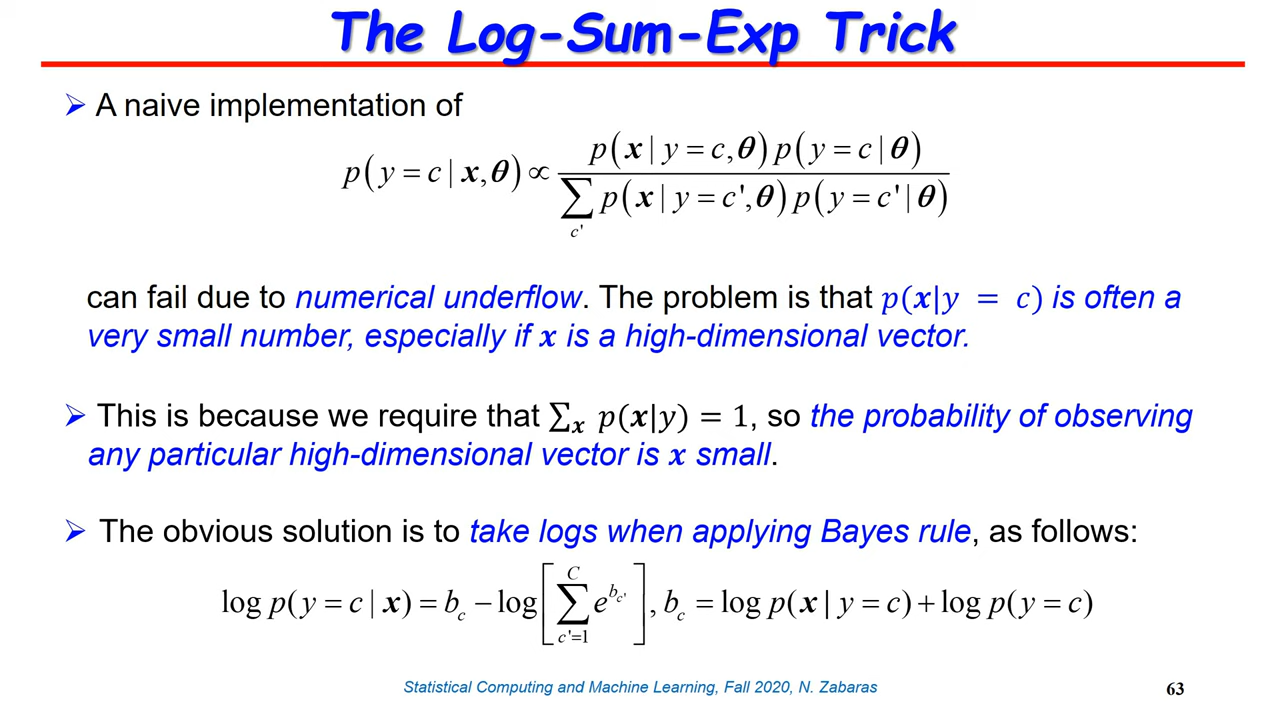 The Log-Sum-Exp Trick
➢ A naive implementation of
p(y = c | x, θ) ∝ p(x | y = c, θ) p(y = c | θ) / ∑_{c'} p(x | y = c', θ) p(y = c' | θ)
can fail due to numerical underflow. The problem is that p(x|y = c) is often a
very small number, especially if x is a high-dimensional vector.
➢ This is because we require that ∑_x p(x|y) = 1, so the probability of observing
any particular high-dimensional vector is x small.
➢ The obvious solution is to take logs when applying Bayes rule, as follows:
log p(y = c | x) = b_c − log[∑_{c'=1}^{C} e^{b_{c'}}], b_c = log p(x | y = c) + log p(y = c)
Statistical Computing and Machine Learning, Fall 2020, N. Zabaras
63